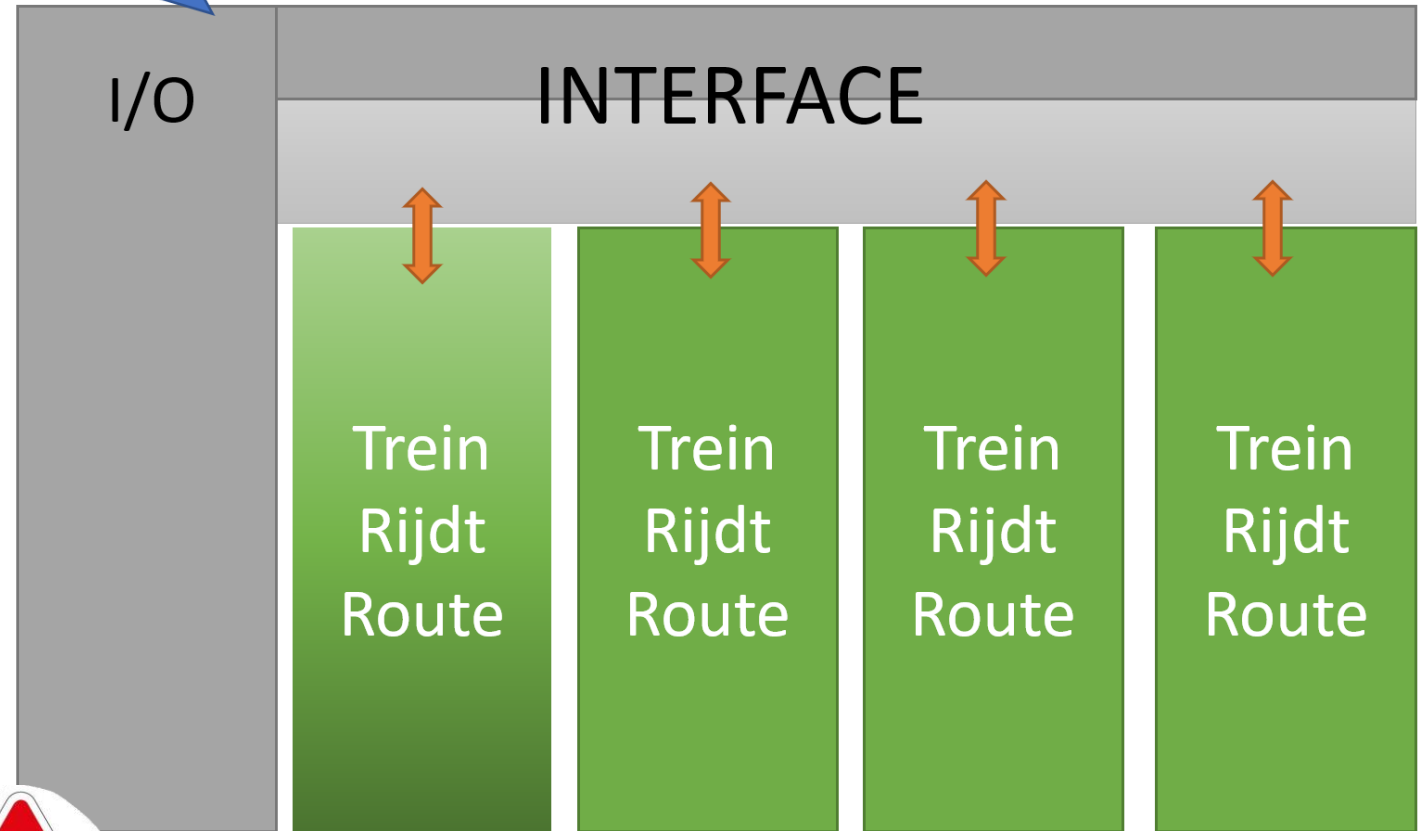 I/O
INTERFACE
Trein
Rijdt
Route
Trein
Rijdt
Route
Trein
Rijdt
Route
Trein
Rijdt
Route